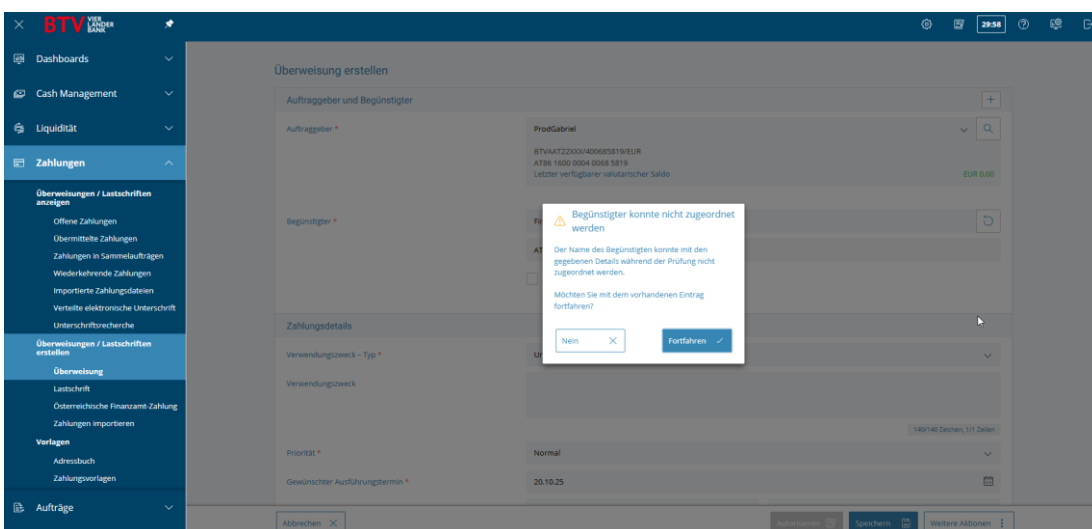 BTV VIER LÄNDER BANK
29:58
Dashboards
Cash Management
Liquidität
Zahlungen
Überweisungen / Lastschriften
anzeigen
Offene Zahlungen
Übermittelte Zahlungen
Zahlungen in Sammelaufträgen
Wiederkehrende Zahlungen
Importierte Zahlungsdateien
Verteilte elektronische Unterschrift
Unterschriftsrecherche
Überweisungen / Lastschriften
erstellen
Überweisung
Lastschrift
Österreichische Finanzamt-Zahlung
Zahlungen importieren
Vorlagen
Adressbuch
Zahlungsvorlagen
Aufträge
Überweisung erstellen
Auftraggeber und Begünstigter
Auftraggeber *
ProdGabriel
BTVAAT22XXX/400685819/EUR
AT86 1600 0004 0068 5819
Letzter verfügbarer valutarischer Saldo
EUR 0,00
Begünstigter *
AT
Begünstigter konnte nicht zugeordnet
werden
Der Name des Begünstigten konnte mit den
gegebenen Details während der Prüfung nicht
zugeordnet werden.
Möchten Sie mit dem vorhandenen Eintrag
fortfahren?
Nein
Fortfahren
Zahlungsdetails
Verwendungszweck – Typ *
Verwendungszweck
140/140 Zeichen, 1/1 Zeilen
Priorität *
Normal
Gewünschter Ausführungstermin *
20.10.25
Abbrechen
Autorisieren
Speichern
Weitere Aktionen